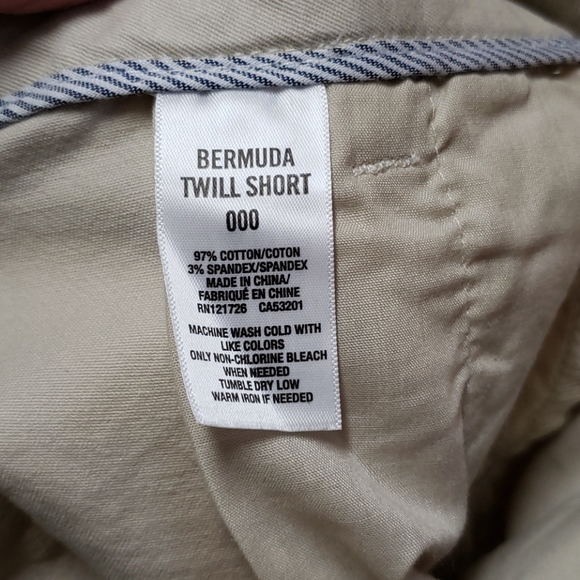 BERMUDA
TWILL SHORT
000
97% COTTON/COTON
3% SPANDEX/SPANDEX
MADE IN CHINA/
FABRIQUÉ EN CHINE
RN121726 CA53201
MACHINE WASH COLD WITH
LIKE COLORS
ONLY NON-CHLORINE BLEACH
WHEN NEEDED
TUMBLE DRY LOW
WARM IRON IF NEEDED